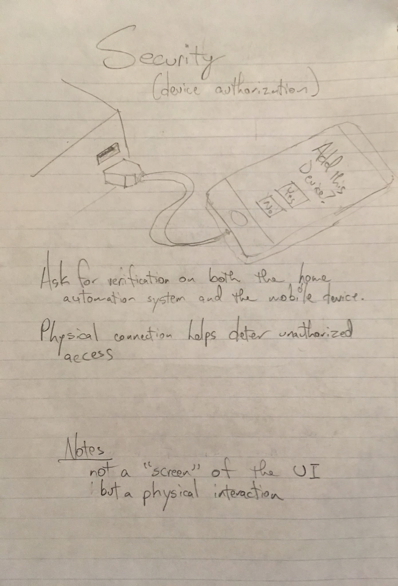 Security
(device authorization)
Add this
Device?
Yes
No
Ask for verification on both the home
automation system and the mobile device.
Physical connection helps deter unauthorized
access
Notes
not a "screen" of the UI
but a physical interaction